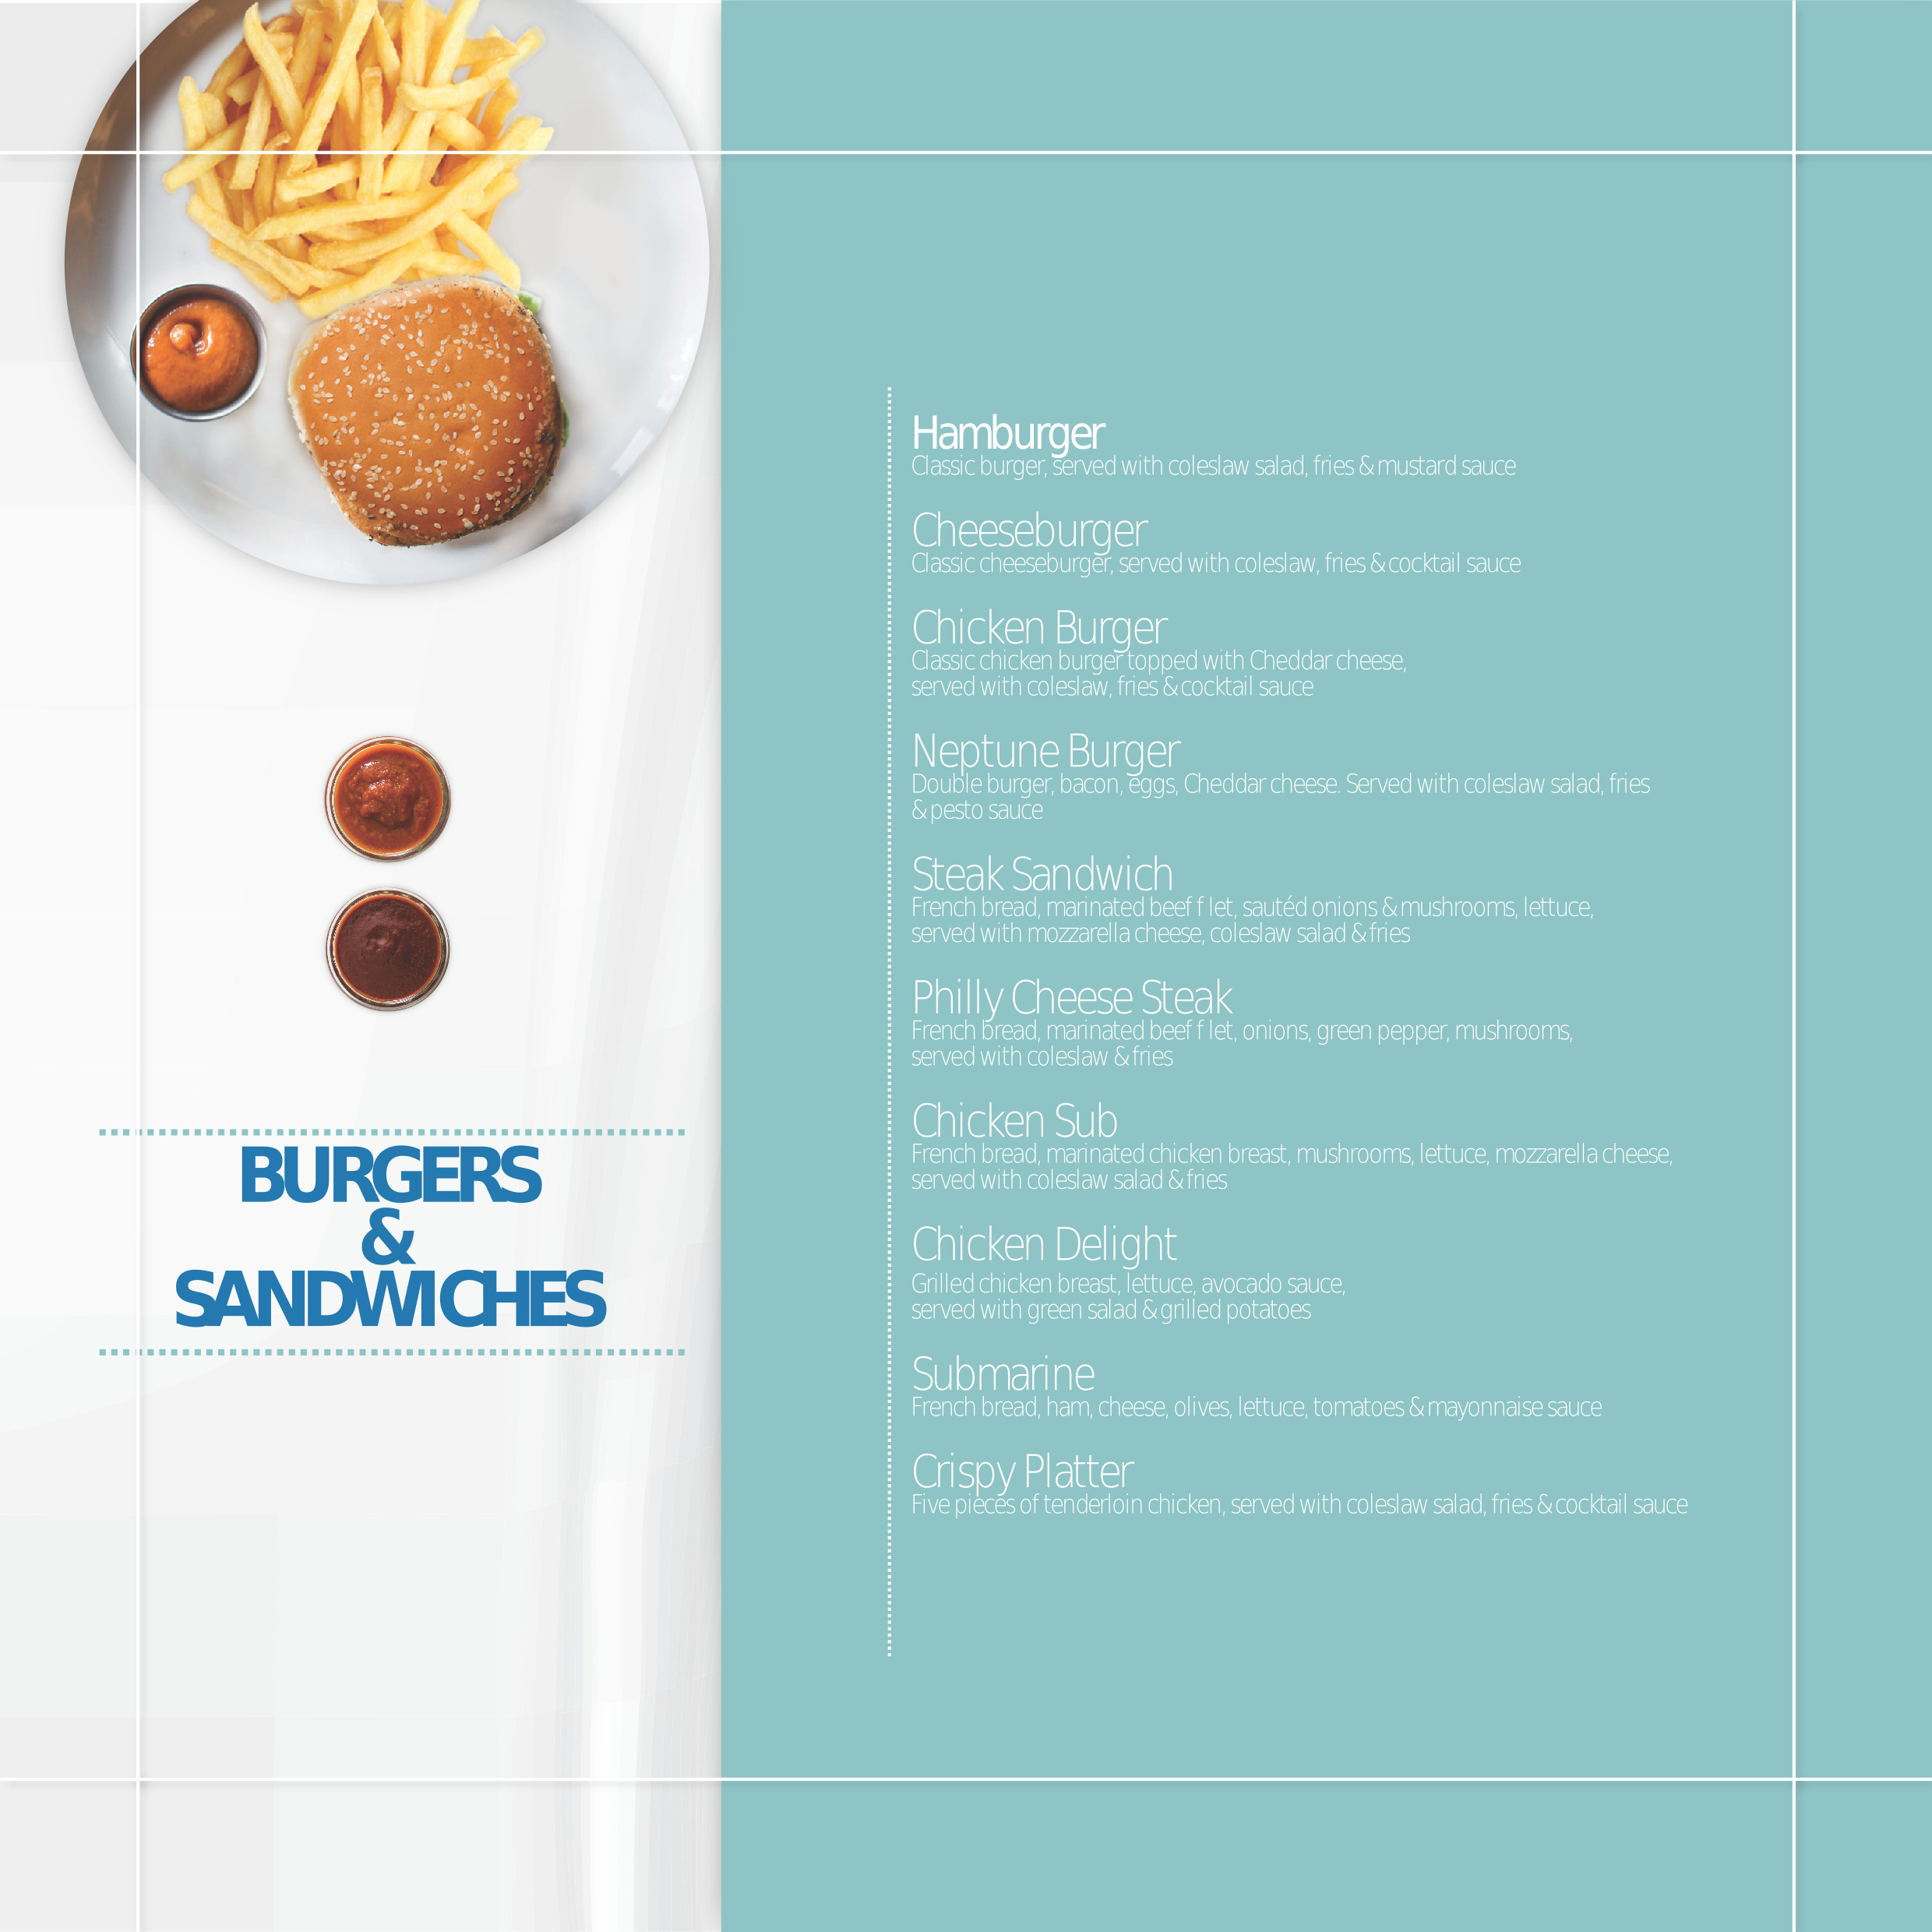 BURGERS
&
SANDWICHES
Hamburger
Classic burger, served with coleslaw salad, fries & mustard sauce
Cheeseburger
Classic cheeseburger, served with coleslaw, fries & cocktail sauce
Chicken Burger
Classic chicken burger topped with Cheddar cheese,
served with coleslaw, fries & cocktail sauce
Neptune Burger
Double burger, bacon, eggs, Cheddar cheese. Served with coleslaw salad, fries
& pesto sauce
Steak Sandwich
French bread, marinated beef f let, sautéd onions & mushrooms, lettuce,
served with mozzarella cheese, coleslaw salad & fries
Philly Cheese Steak
French bread, marinated beef f let, onions, green pepper, mushrooms,
served with coleslaw & fries
Chicken Sub
French bread, marinated chicken breast, mushrooms, lettuce, mozzarella cheese,
served with coleslaw salad & fries
Chicken Delight
Grilled chicken breast, lettuce, avocado sauce,
served with green salad & grilled potatoes
Submarine
French bread, ham, cheese, olives, lettuce, tomatoes & mayonnaise sauce
Crispy Platter
Five pieces of tenderloin chicken, served with coleslaw salad, fries & cocktail sauce